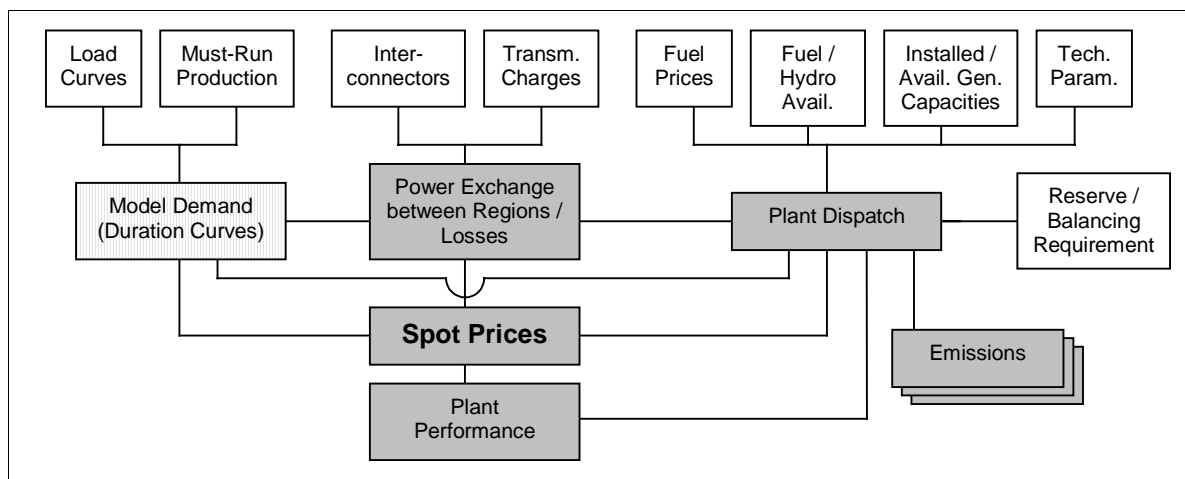 Load
Curves
Must-Run
Production
Inter-
connectors
Transm.
Charges
Fuel
Prices
Fuel /
Hydro
Avail.
Installed /
Avail. Gen.
Capacities
Tech.
Param.
Model Demand
(Duration Curves)
Power Exchange
between Regions /
Losses
Plant Dispatch
Reserve /
Balancing
Requirement
Spot Prices
Emissions
Plant
Performance